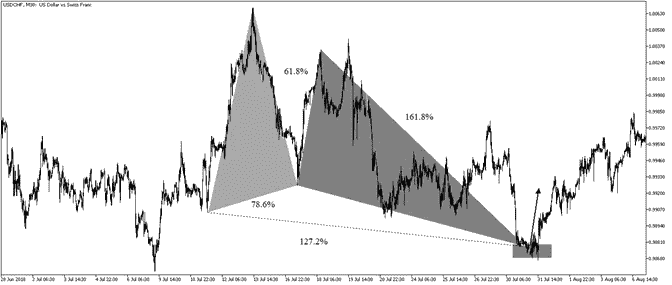 USDCHF, M30: US Dollar vs Swiss Franc
1.00630
1.00370
1.00240
1.00110
0.99980
0.99850
0.99720
0.99590
0.99460
0.99330
0.99200
0.99070
0.98940
0.98810
0.98680
61.8%
161.8%
78.6%
127.2%
28 Jun 2018
2 Jul 06:00
3 Jul 14:00
4 Jul 22:00
6 Jul 06:00
9 Jul 14:00
10 Jul 22:00
12 Jul 06:00
13 Jul 14:00
16 Jul 22:00
18 Jul 06:00
19 Jul 14:00
20 Jul 22:00
24 Jul 06:00
25 Jul 14:00
26 Jul 22:00
30 Jul 06:00
31 Jul 14:00
1 Aug 22:00
3 Aug 06:00
6 Aug 14:00